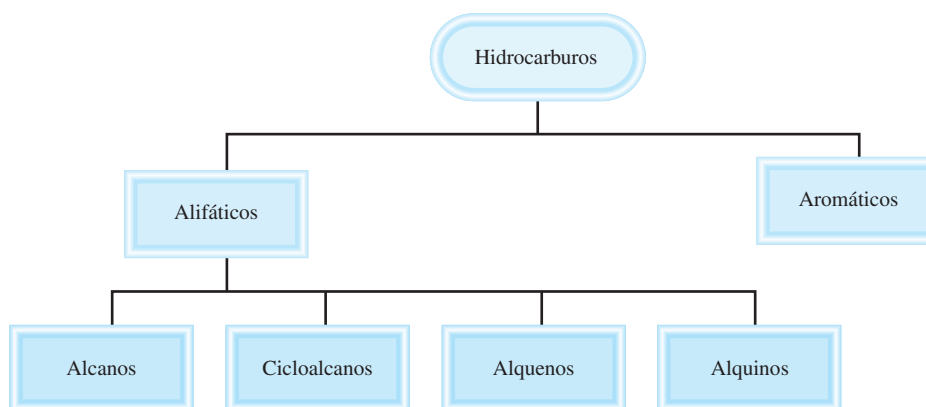 Hidrocarburos
Alifáticos
Aromáticos
Alcanos
Cicloalcanos
Alquenos
Alquinos